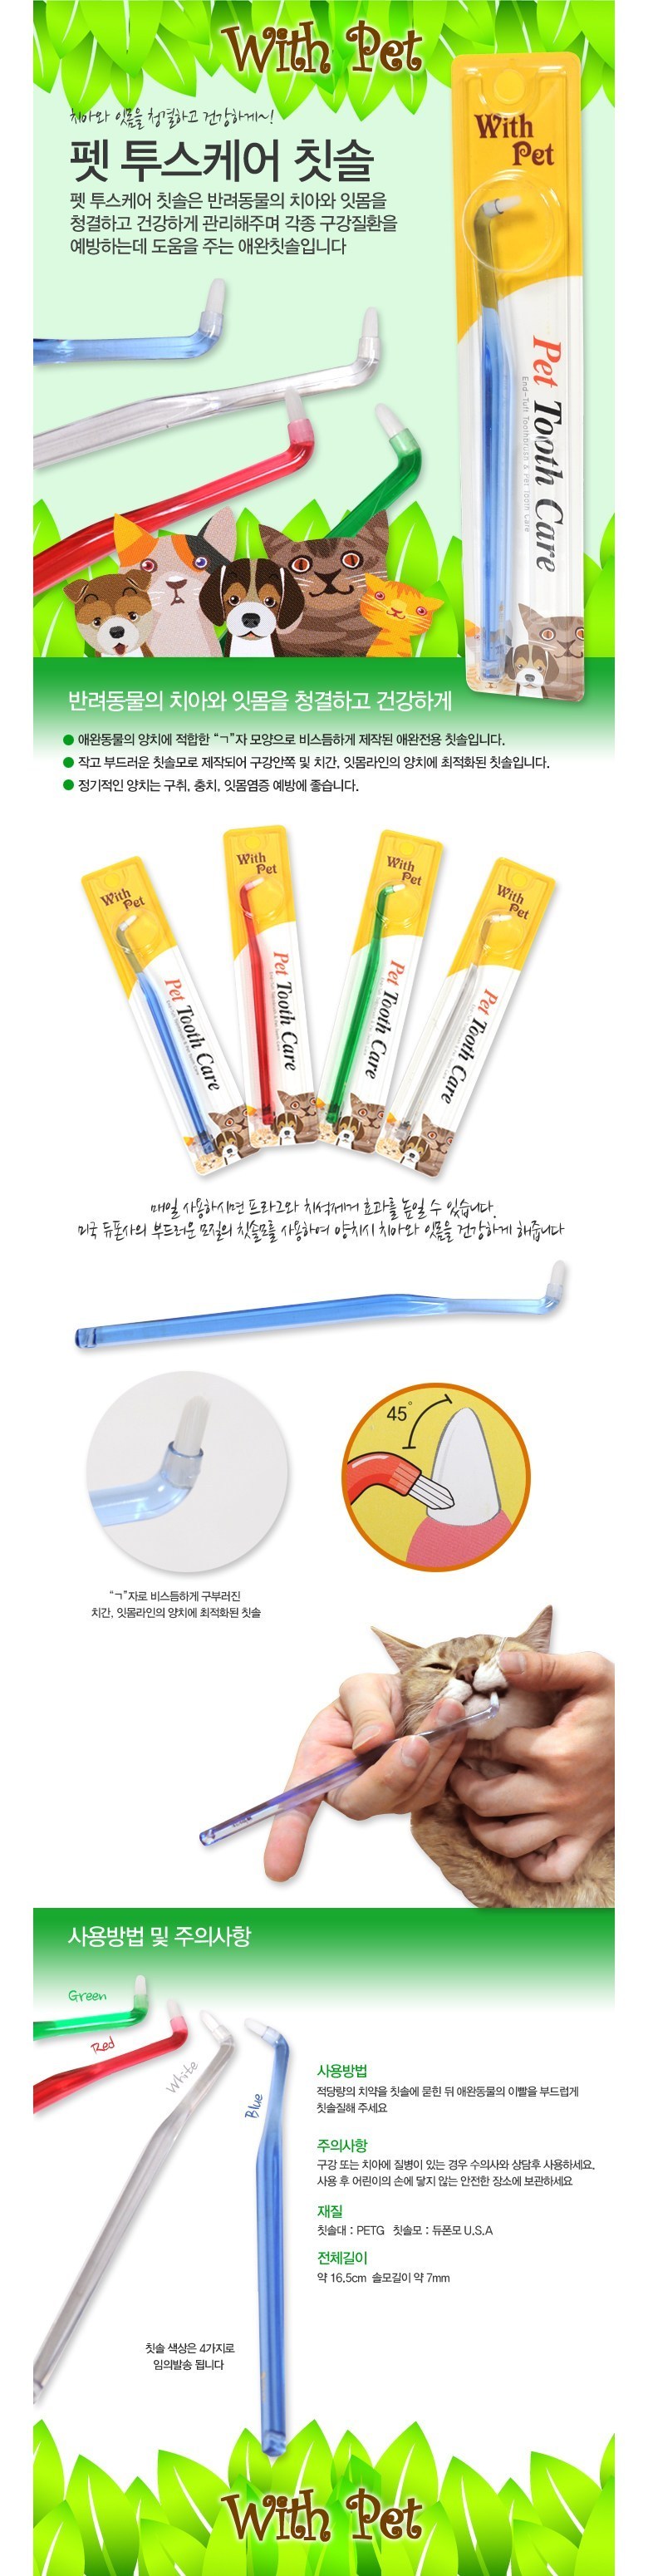 With Pet
치아와 잇몸을 청결하고 건강하게~!
펫 투스케어 칫솔
펫 투스케어 칫솔은 반려동물의 치아와 잇몸을
청결하고 건강하게 관리해주며 각종 구강질환을
예방하는데 도움을 주는 애완칫솔입니다
With
Pet
Pet Tooth Care
End-Tuft Toothbrush & Pet Tooth Care
반려동물의 치아와 잇몸을 청결하고 건강하게
애완동물의 양치에 적합한 “ㄱ”자 모양으로 비스듬하게 제작된 애완전용 칫솔입니다.
작고 부드러운 칫솔모로 제작되어 구강안쪽 및 치간, 잇몸라인의 양치에 최적화된 칫솔입니다.
정기적인 양치는 구취, 충치, 잇몸염증 예방에 좋습니다.
With
Pet
Pet Tooth Care
With
Pet
Pet Tooth Care
With
Pet
Pet Tooth Care
With
Pet
Pet Tooth Care
매일 사용하시면 프라그와 치석제거 효과를 높일 수 있습니다.
미국 듀폰사의 부드러운 모질의 칫솔모를 사용하여 양치시 치아와 잇몸을 건강하게 해줍니다
45°
“ㄱ”자로 비스듬하게 구부러진
치간, 잇몸라인의 양치에 최적화된 칫솔
사용방법 및 주의사항
Green
Red
White
Blue
사용방법
적당량의 치약을 칫솔에 묻힌 뒤 애완동물의 이빨을 부드럽게
칫솔질해 주세요
주의사항
구강 또는 치아에 질병이 있는 경우 수의사와 상담후 사용하세요.
사용 후 어린이의 손에 닿지 않는 안전한 장소에 보관하세요
재질
칫솔대 : PETG 칫솔모 : 듀폰모 U.S.A
전체길이
약 16.5cm 솔모길이 약 7mm
칫솔 색상은 4가지로
임의발송 됩니다
With Pet